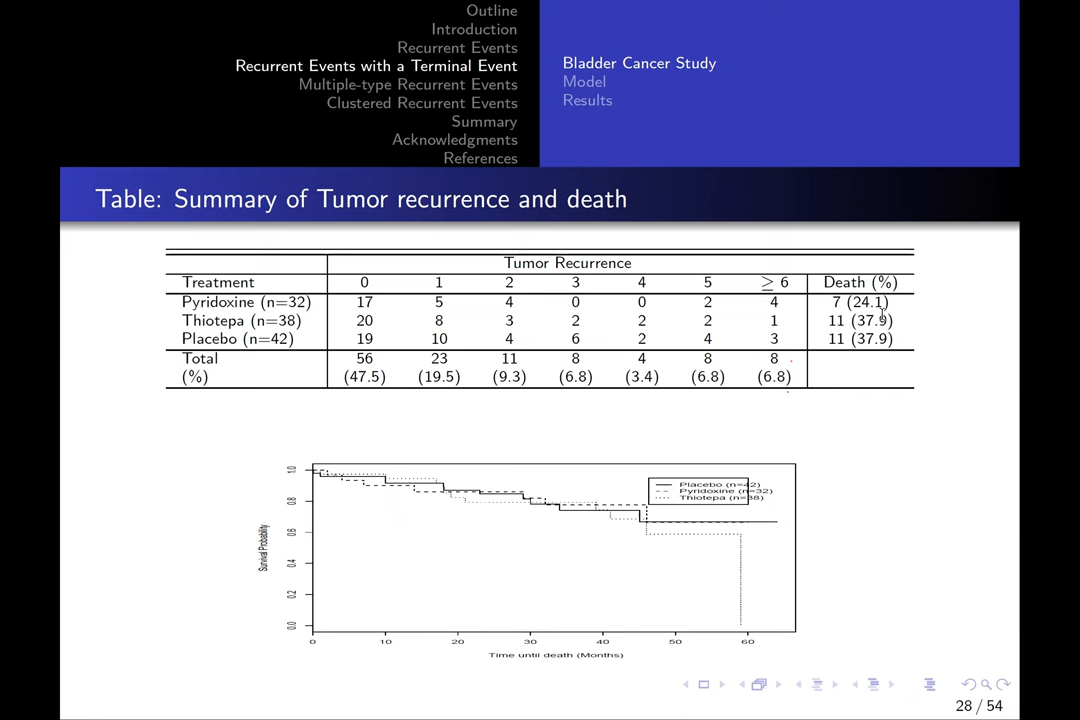 Outline
Introduction
Recurrent Events
Recurrent Events with a Terminal Event
Multiple-type Recurrent Events
Clustered Recurrent Events
Summary
Acknowledgments
References
Bladder Cancer Study
Model
Results
Table: Summary of Tumor recurrence and death
Tumor Recurrence
Treatment 0 1 2 3 4 5 ≥ 6 Death (%)
Pyridoxine (n=32) 17 5 4 0 0 2 4 7 (24.1)
Thiotepa (n=38) 20 8 3 2 2 2 1 11 (37.9)
Placebo (n=42) 19 10 4 6 2 4 3 11 (37.9)
Total 56 23 11 8 4 8 8
(%) (47.5) (19.5) (9.3) (6.8) (3.4) (6.8) (6.8)
Placebo (n=42)
Pyridoxine (n=32)
Thiotepa (n=38)
Survival Probability
1.0
0.8
0.6
0.4
0.2
0.0
0 10 20 30 40 50 60
Time until death (Months)
28 / 54